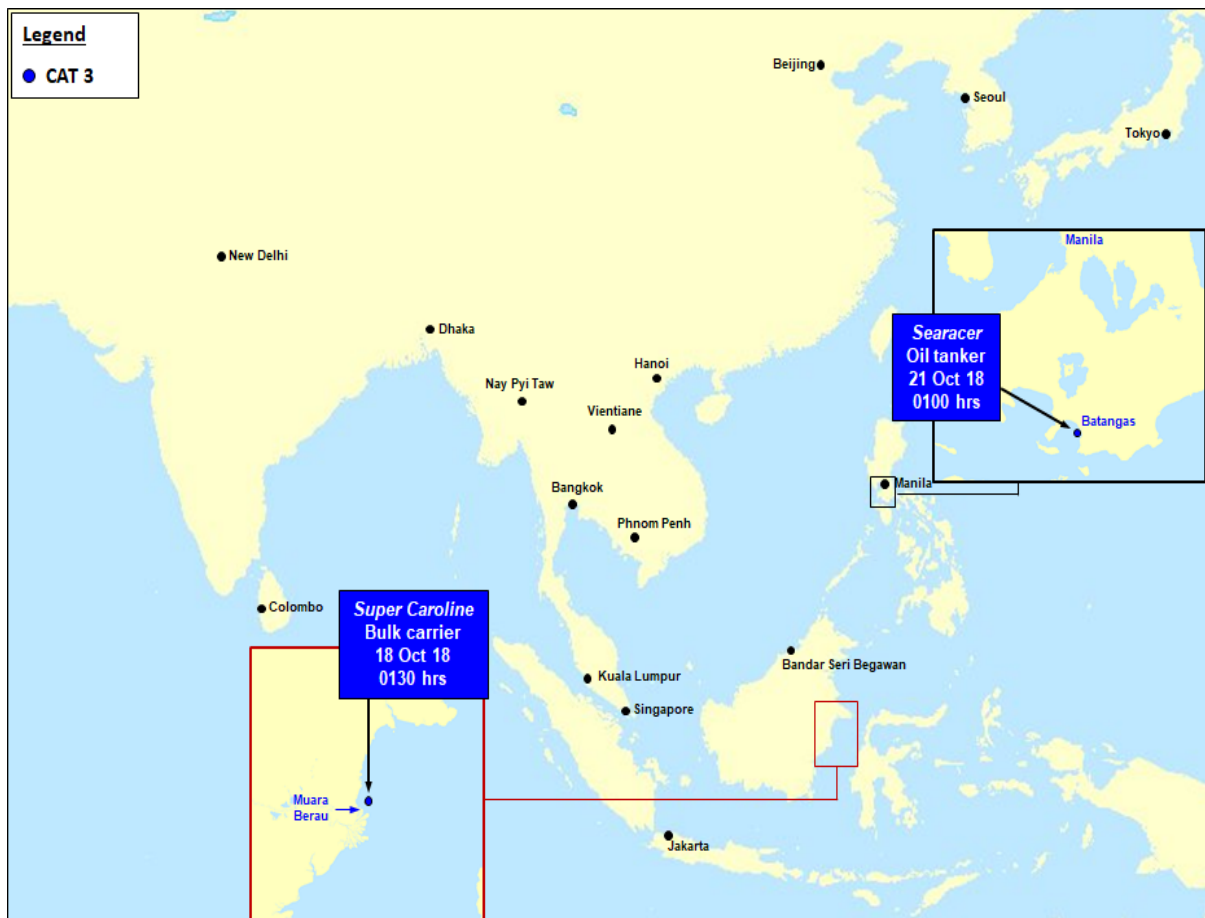 Legend
CAT 3
Beijing
Seoul
Tokyo
New Delhi
Manila
Dhaka
Searacer
Oil tanker
21 Oct 18
0100 hrs
Hanoi
Nay Pyi Taw
Vientiane
Batangas
Bangkok
Manila
Phnom Penh
Colombo
Super Caroline
Bulk carrier
18 Oct 18
0130 hrs
Bandar Seri Begawan
Kuala Lumpur
Singapore
Muara
Berau
Jakarta